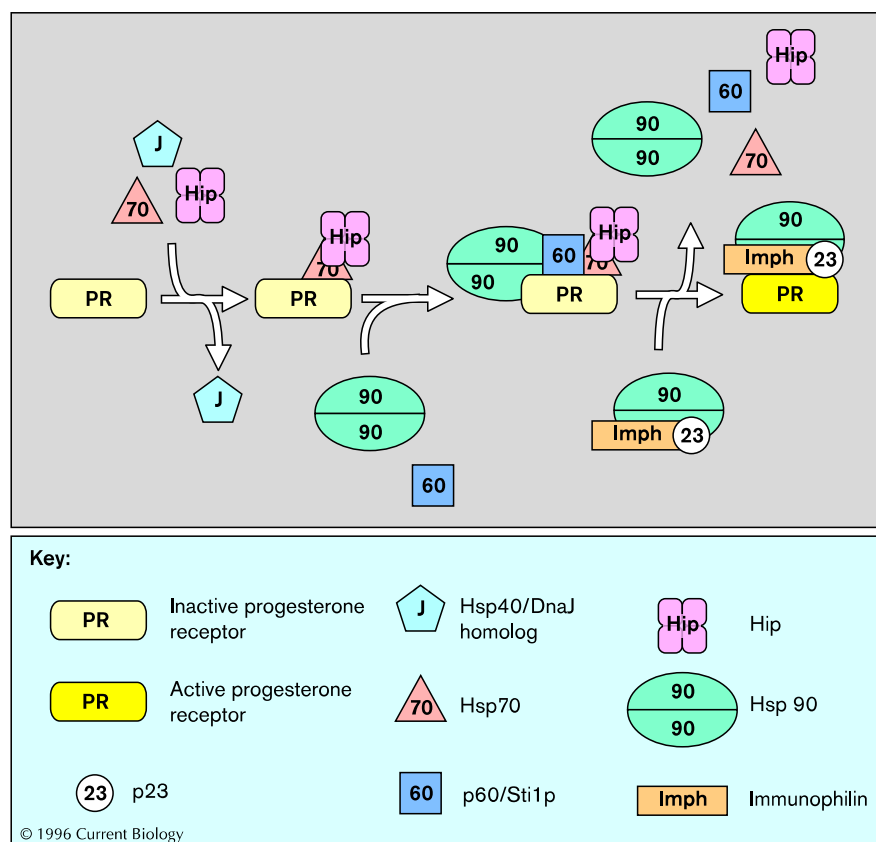 Hip
60
90
90
70
J
70
Hip
90
Imph
23
PR
PR
Hip
70
PR
90
90
60
Hip
70
PR
J
90
90
60
90
Imph
23
Key:
PR
Inactive progesterone
receptor
J
Hsp40/DnaJ
homolog
Hip
Hip
PR
Active progesterone
receptor
70
Hsp70
90
90
Hsp 90
23
p23
60
p60/Sti1p
Imph
Immunophilin
© 1996 Current Biology